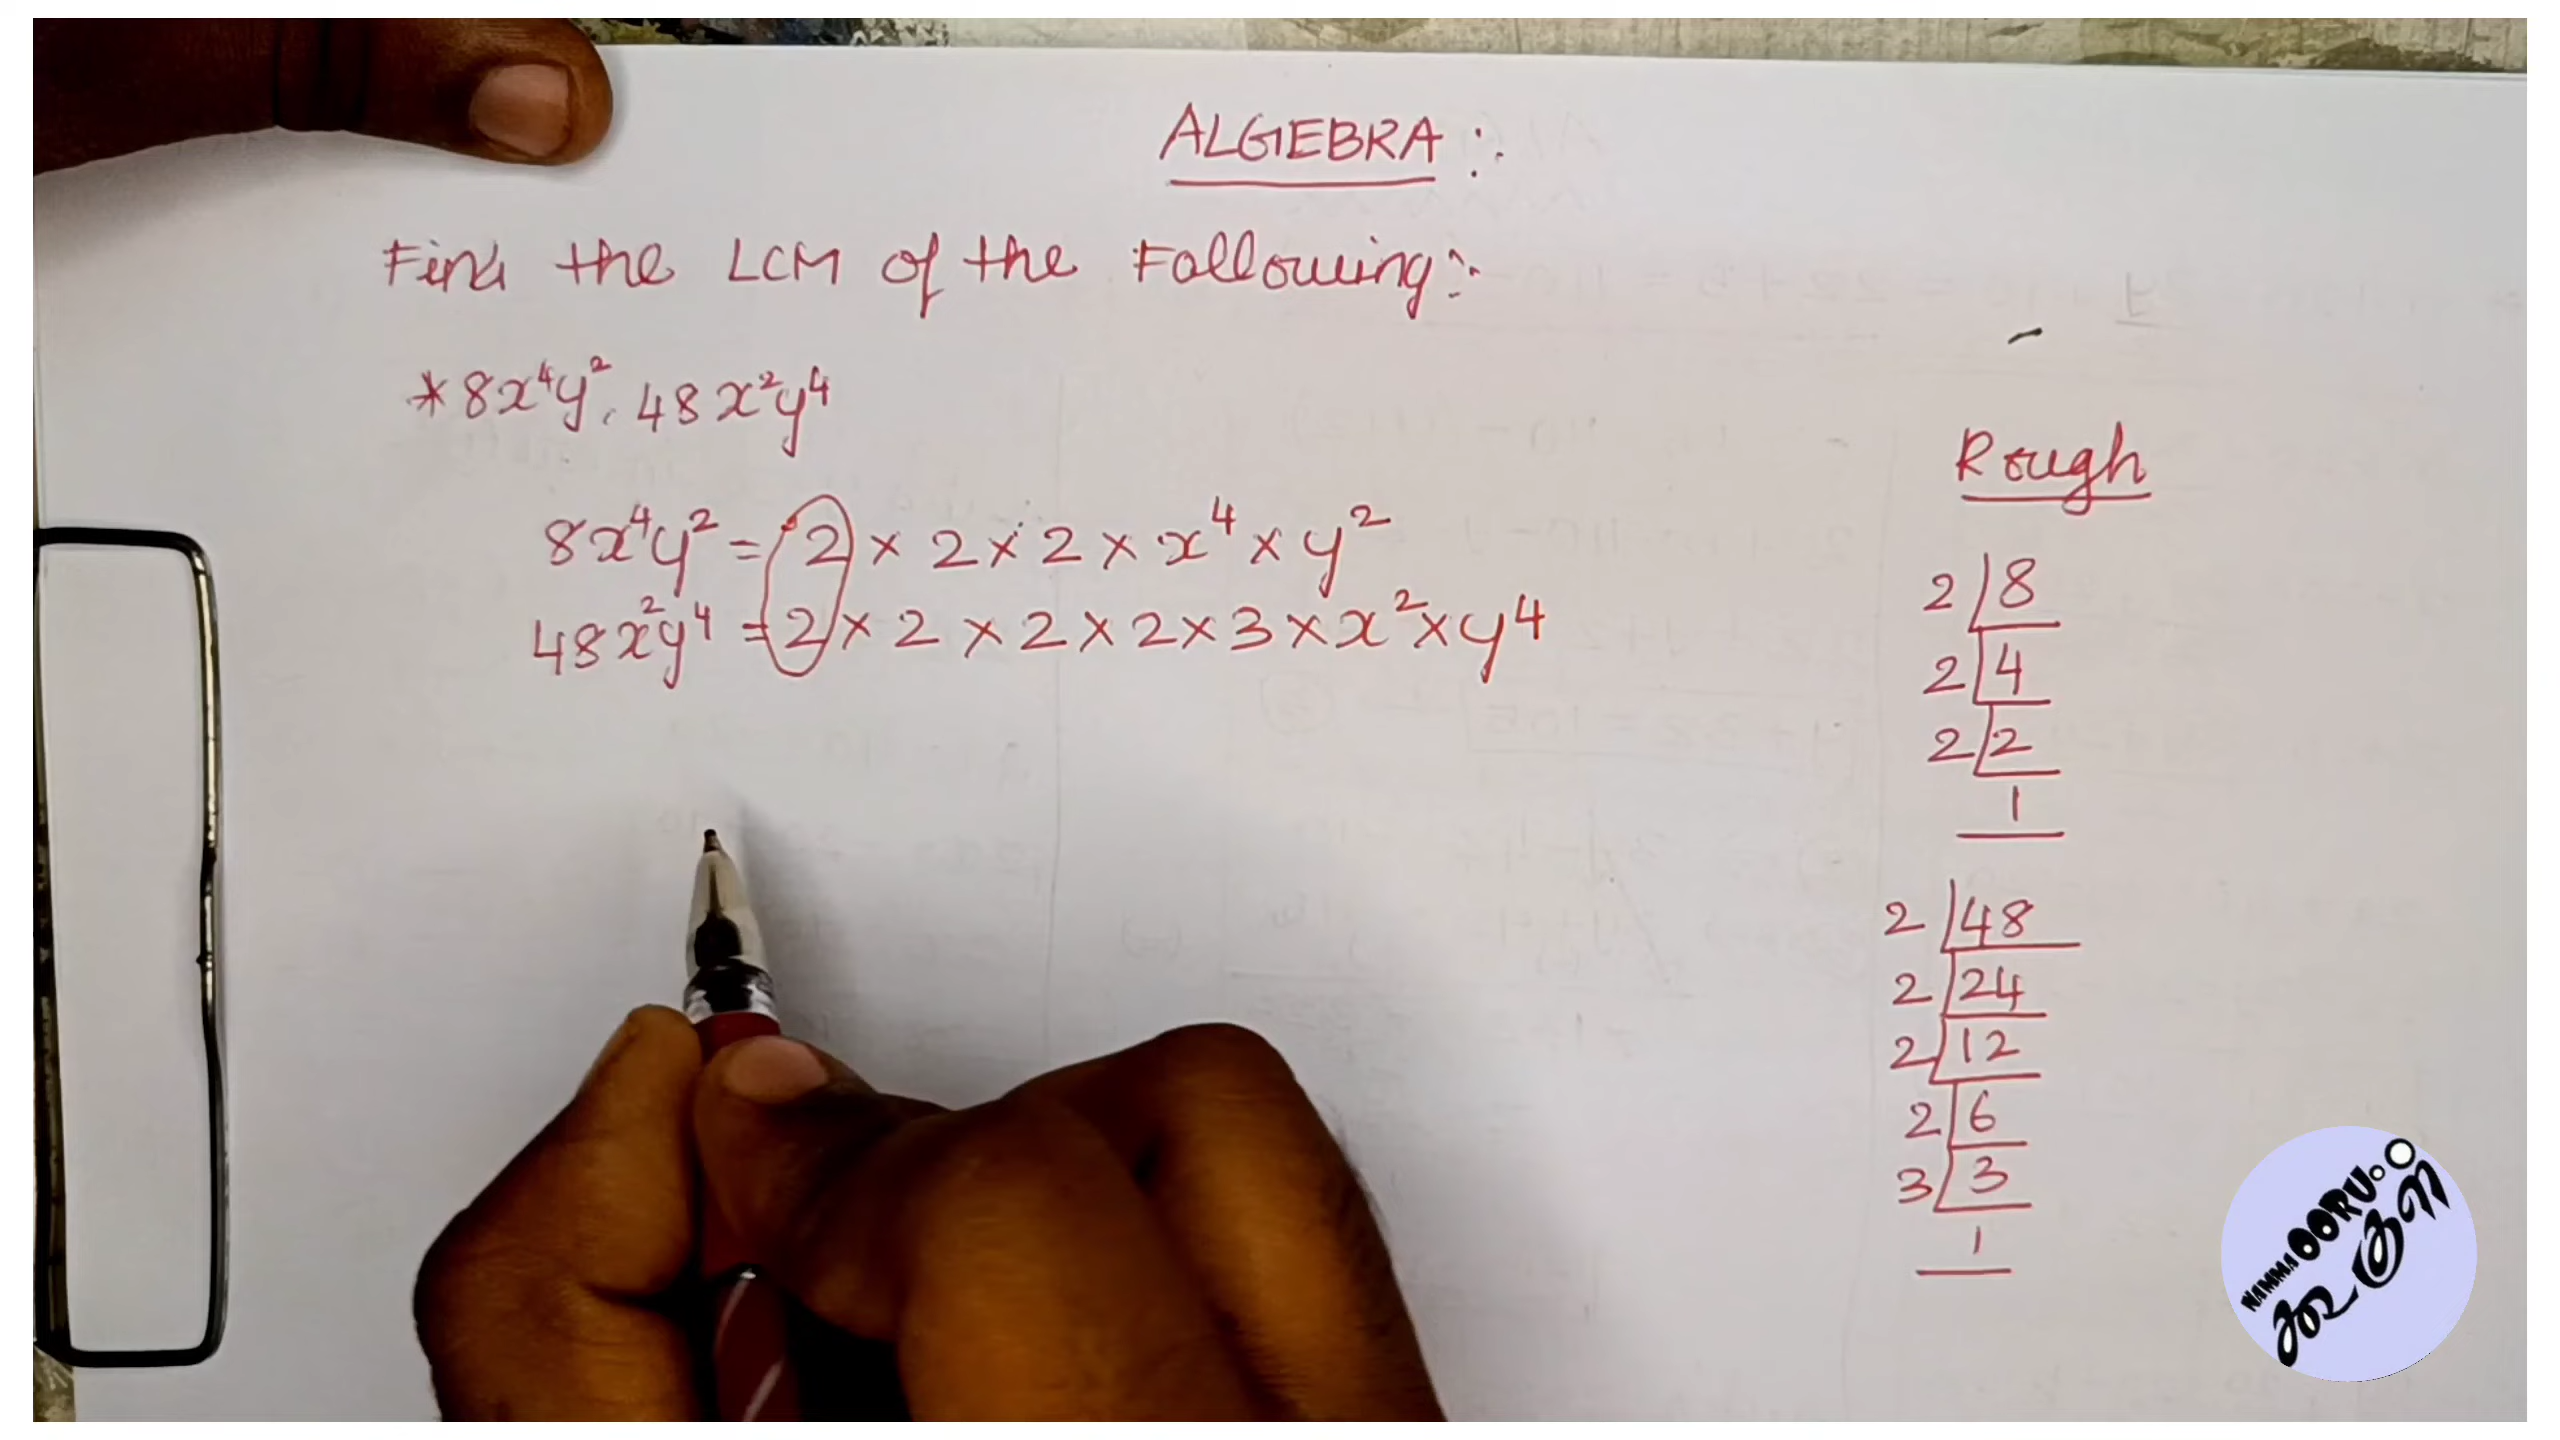 ALGEBRA :
Find the LCM of the Following:-
* 8x⁴y², 48x²y⁴
8x⁴y² = 2 × 2 × 2 × x⁴ × y²
48x²y⁴ = 2 × 2 × 2 × 2 × 3 × x² × y⁴
Rough
2 8
2 4
2 2
1
2 48
2 24
2 12
2 6
3 3
1
NAMMA OORU